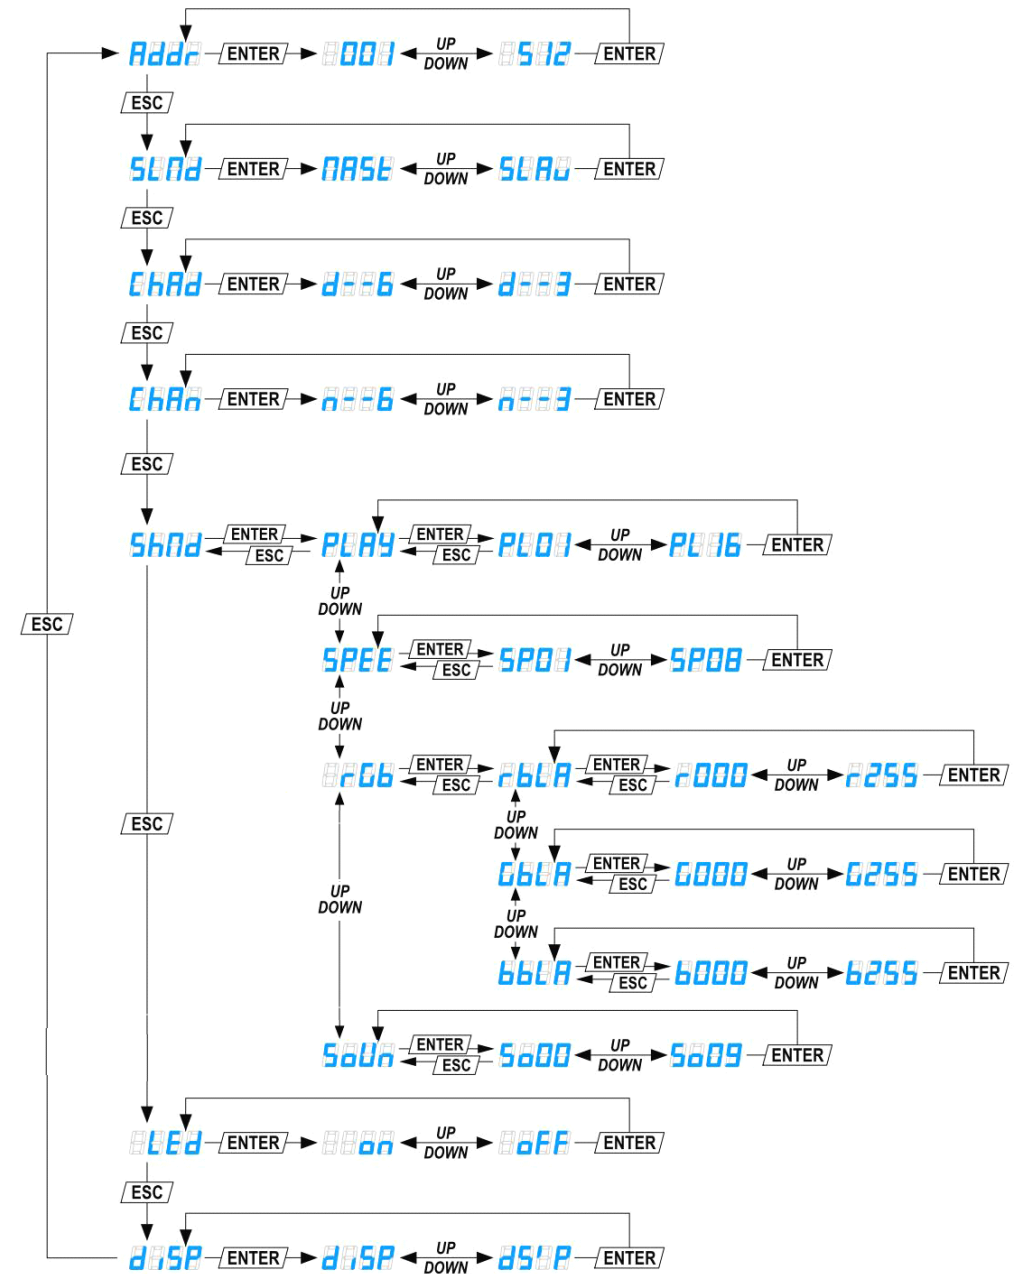 Addr ENTER 001 UP DOWN 512 ENTER
ESC
SLMd ENTER MASt UP DOWN SLAu ENTER
ESC
ChAd ENTER d--6 UP DOWN d--3 ENTER
ESC
ChAn ENTER n--6 UP DOWN n--3 ENTER
ESC
ShMd ENTER ESC PLAY ENTER ESC PL01 UP DOWN PL16 ENTER
UP
DOWN
ESC
SPEE ENTER ESC SP01 UP DOWN SP08 ENTER
UP
DOWN
rGb ENTER ESC rbLA ENTER ESC r000 UP DOWN r255 ENTER
UP
DOWN
ESC
GbLA ENTER ESC G000 UP DOWN G255 ENTER
UP
DOWN
UP
DOWN
bbLA ENTER ESC b000 UP DOWN b255 ENTER
SoUn ENTER ESC So00 UP DOWN So09 ENTER
LEd ENTER on UP DOWN oFF ENTER
ESC
diSP ENTER diSP UP DOWN dS'P ENTER